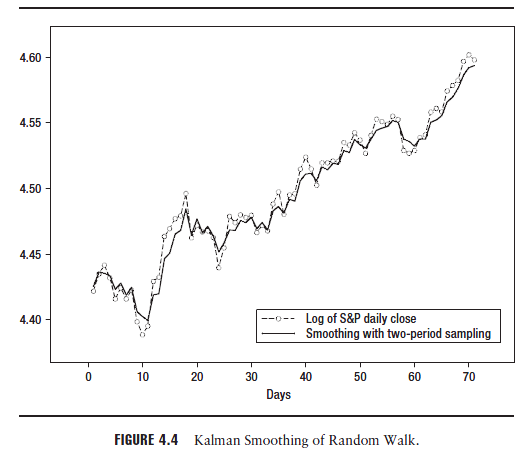 4.60
4.55
4.50
4.45
4.40
Log of S&P daily close
Smoothing with two-period sampling
0 10 20 30 40 50 60 70
Days
FIGURE 4.4 Kalman Smoothing of Random Walk.